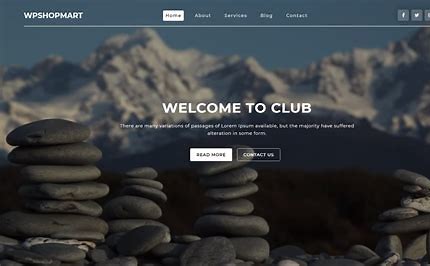 WPSHOPMART
Home About Services Blog Contact
WELCOME TO CLUB
There are many variations of passages of Lorem Ipsum available, but the majority have suffered
alteration in some form.
READ MORE CONTACT US